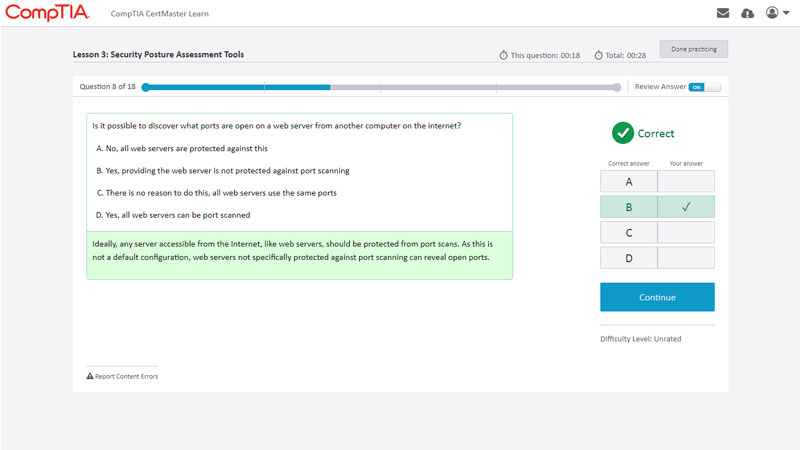 CompTIA.
CompTIA CertMaster Learn
Lesson 3: Security Posture Assessment Tools
This question: 00:18
Total: 00:28
Done practicing
Question 8 of 18
Review Answer
ON
Is it possible to discover what ports are open on a web server from another computer on the internet?
A. No, all web servers are protected against this
B. Yes, providing the web server is not protected against port scanning
C. There is no reason to do this, all web servers use the same ports
D. Yes, all web servers can be port scanned
Ideally, any server accessible from the Internet, like web servers, should be protected from port scans. As this is
not a default configuration, web servers not specifically protected against port scanning can reveal open ports.
Correct
Correct answer
Your answer
A
B ✓
C
D
Continue
Difficulty Level: Unrated
Report Content Errors